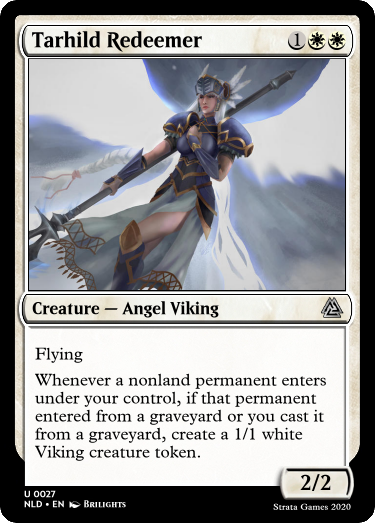 Tarhild Redeemer 1
Creature — Angel Viking
Flying
Whenever a nonland permanent enters
under your control, if that permanent
entered from a graveyard or you cast it
from a graveyard, create a 1/1 white
Viking creature token.
2/2
U 0027
NLD • EN BRILIGHTS
Strata Games 2020